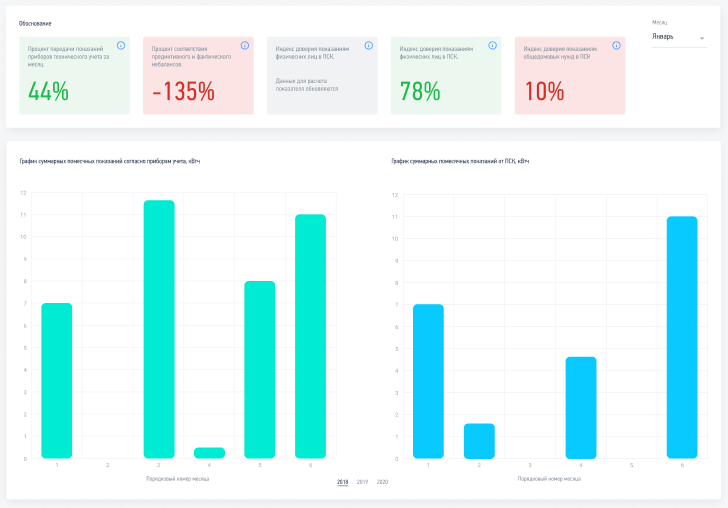 Обоснование
Месяц
Январь
Процент передачи показаний
приборов технического учета за
месяц.
44%
Процент соответствия
предиктивного и фактического
небалансов.
-135%
Индекс доверия показаниям
физических лиц в ПСК.
Данные для расчета
показателя обновляются
Индекс доверия показаниям
физических лиц в ПСК.
78%
Индекс доверия показаниям
общедомовых нужд в ПСК
10%
График суммарных помесячных показаний согласно приборам учета, кВтч
12
11
10
9
8
7
6
5
4
3
2
1
0
1 2 3 4 5 6
Порядковый номер месяца
График суммарных помесячных показаний от ПСК, кВтч
12
11
10
9
8
7
6
5
4
3
2
1
0
1 2 3 4 5 6
Порядковый номер месяца
2018 2019 2020